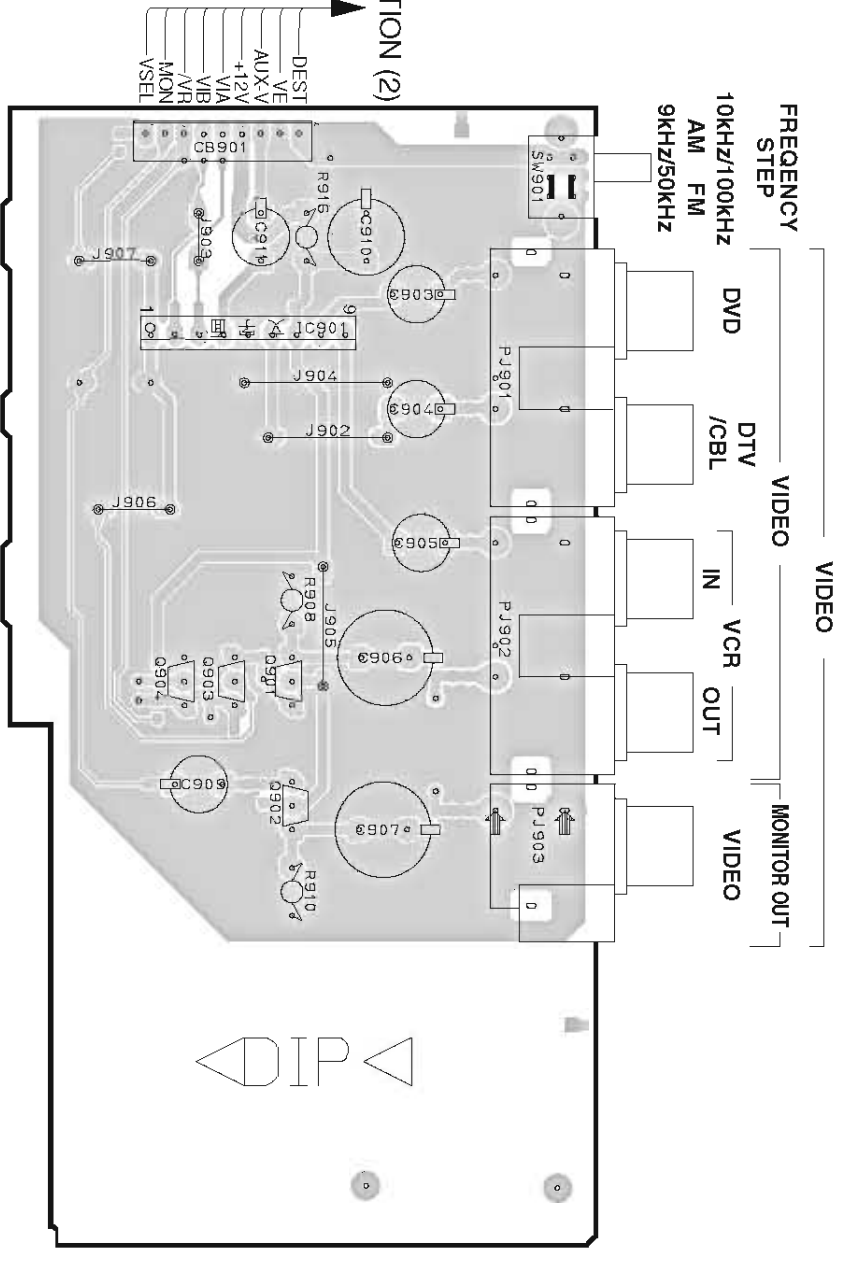 TION (2)
DEST
VE
AUX-V
+12V
VIA
VIB
/VR
MON
VSEL
FREQENCY
STEP
10kHz/100kHz
AM FM
9kHz/50kHz
VIDEO
VIDEO
DVD
DTV
/CBL
VCR
IN
OUT
MONITOR OUT
VIDEO
CB901
SW901
R916
C910
C911
J903
J907
C903
1
9
IC901
PJ901
J904
C904
J902
J906
C905
R908
J905
PJ902
C906
Q904
Q903
Q901
C909
Q902
C907
PJ903
R910
DIP